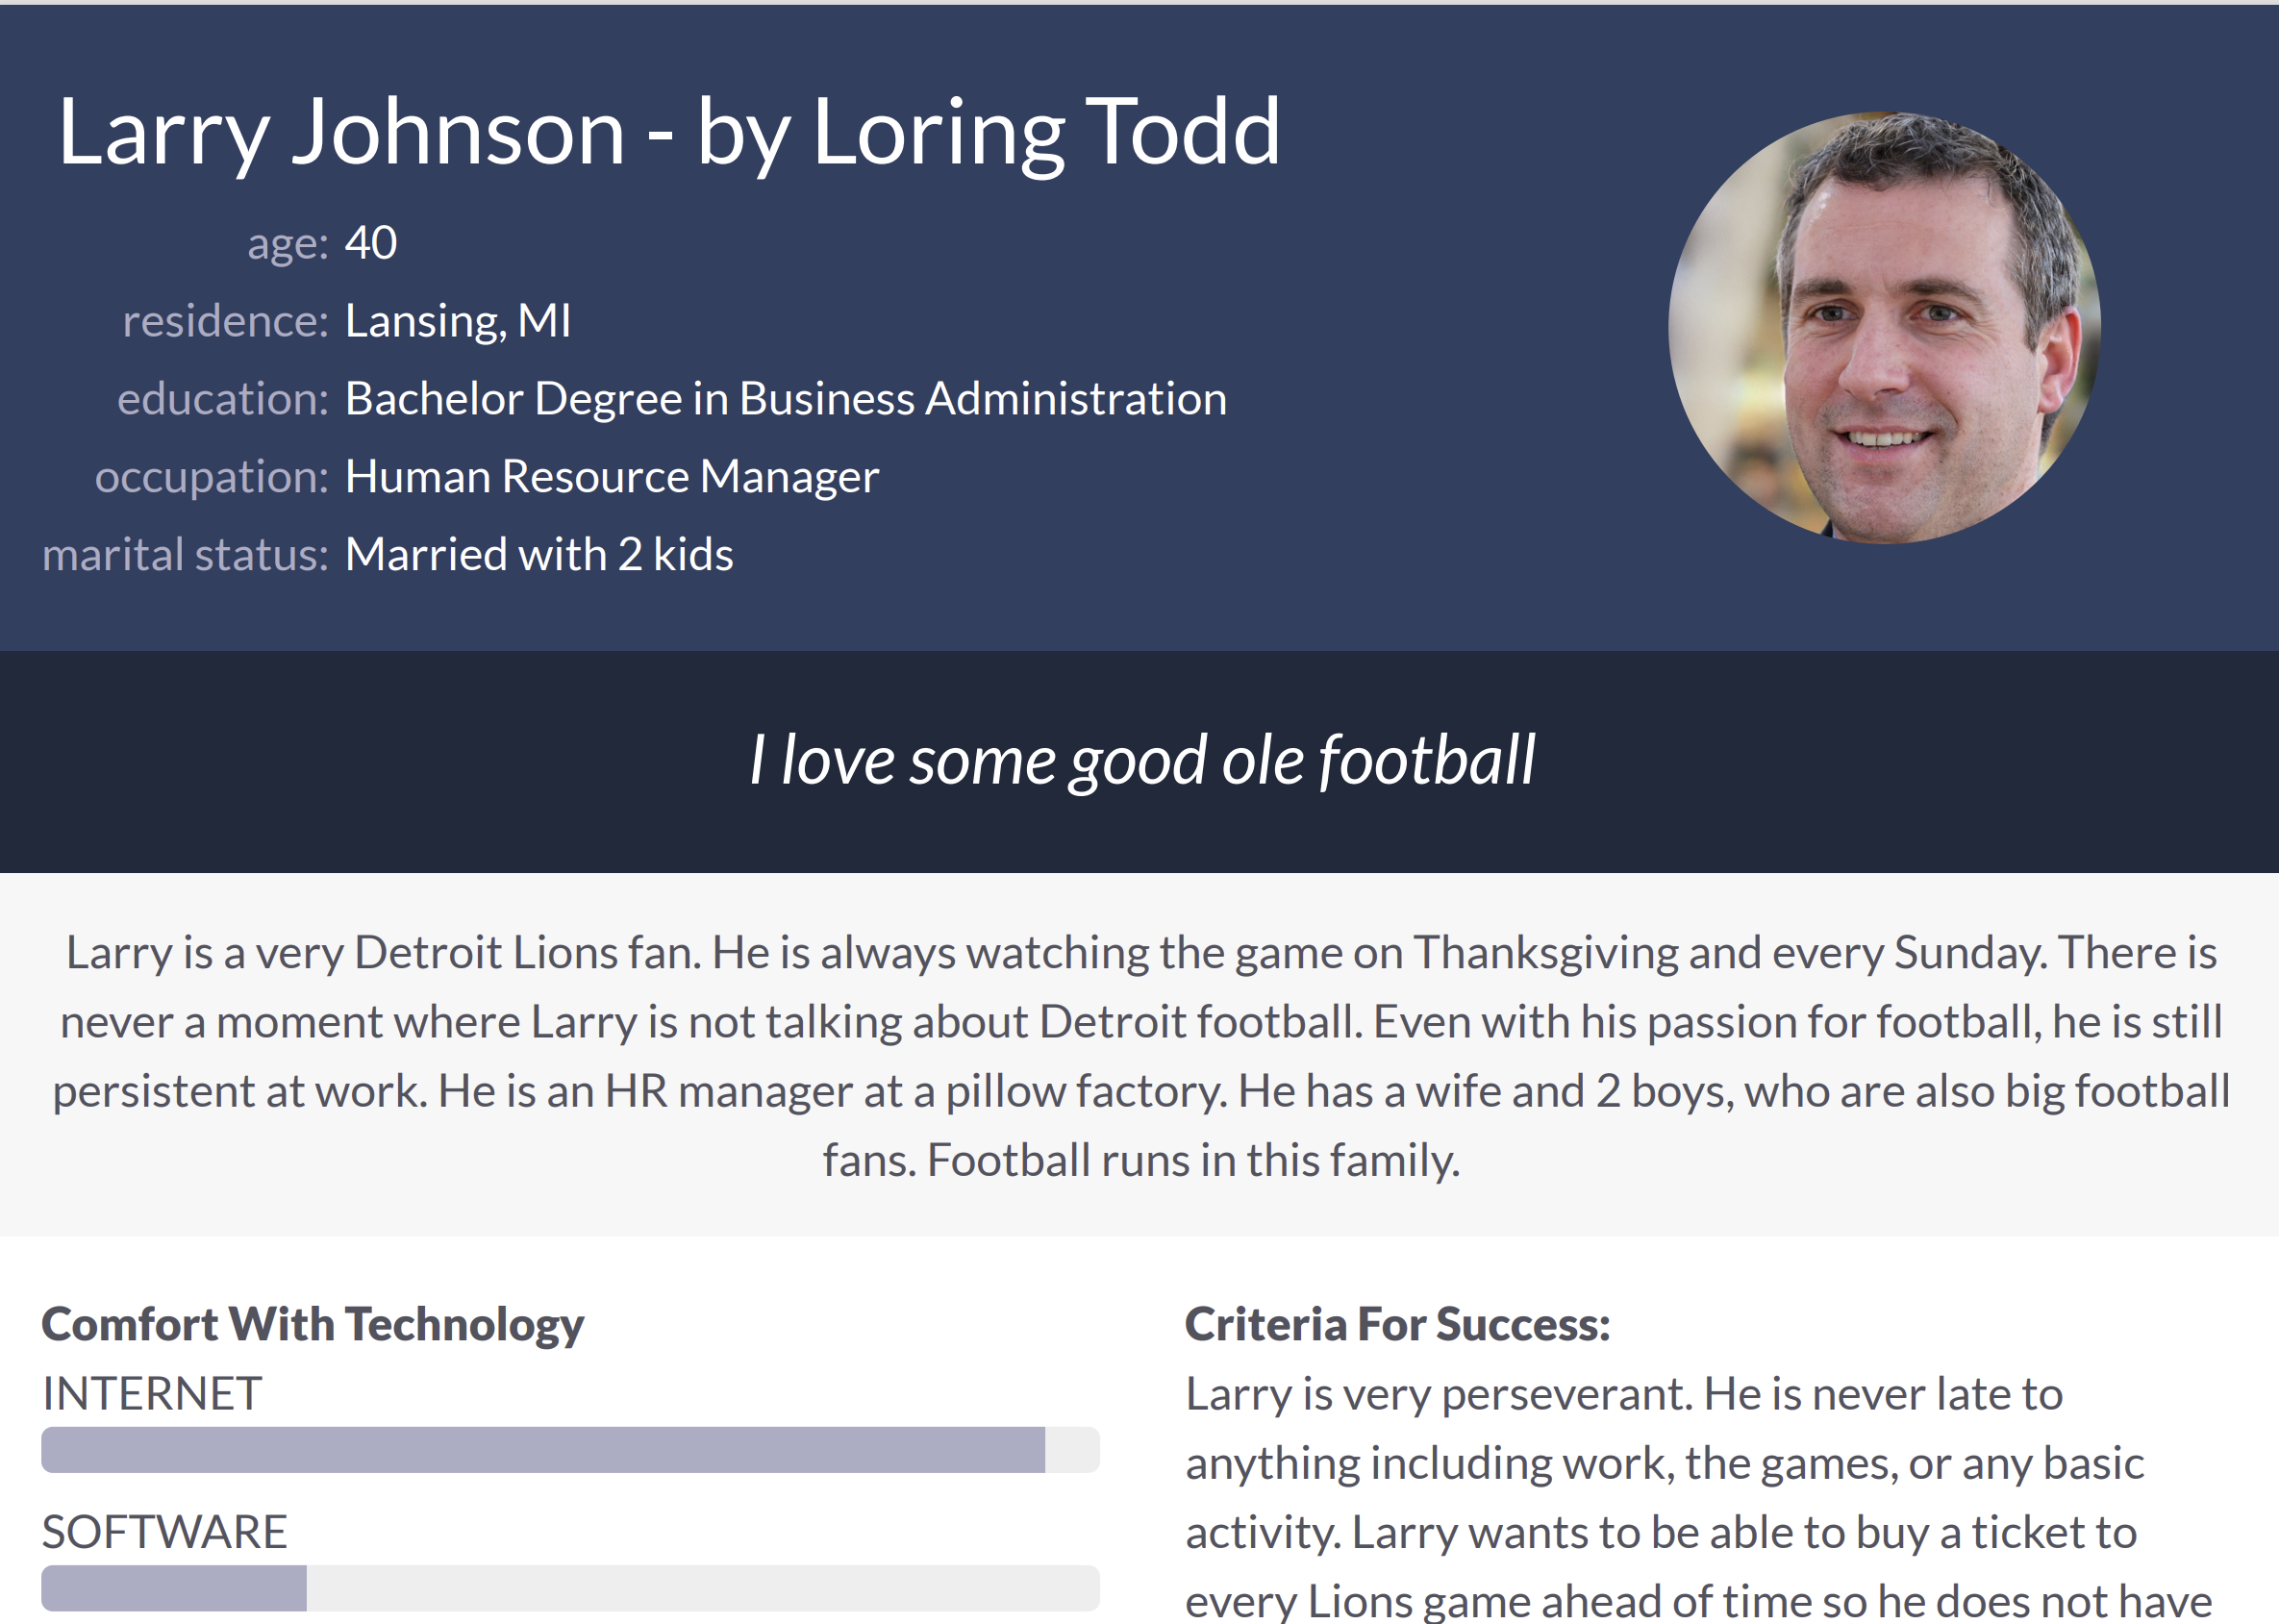 Larry Johnson - by Loring Todd
age: 40
residence: Lansing, MI
education: Bachelor Degree in Business Administration
occupation: Human Resource Manager
marital status: Married with 2 kids
I love some good ole football
Larry is a very Detroit Lions fan. He is always watching the game on Thanksgiving and every Sunday. There is
never a moment where Larry is not talking about Detroit football. Even with his passion for football, he is still
persistent at work. He is an HR manager at a pillow factory. He has a wife and 2 boys, who are also big football
fans. Football runs in this family.
Comfort With Technology
INTERNET
SOFTWARE
Criteria For Success:
Larry is very perseverant. He is never late to
anything including work, the games, or any basic
activity. Larry wants to be able to buy a ticket to
every Lions game ahead of time so he does not have